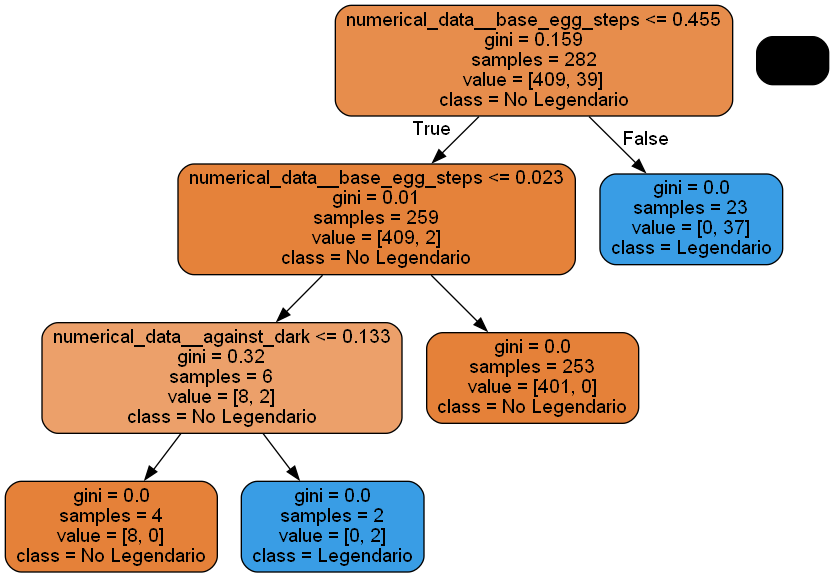 numerical_data__base_egg_steps <= 0.455
gini = 0.159
samples = 282
value = [409, 39]
class = No Legendario
True
False
numerical_data__base_egg_steps <= 0.023
gini = 0.01
samples = 259
value = [409, 2]
class = No Legendario
gini = 0.0
samples = 23
value = [0, 37]
class = Legendario
numerical_data__against_dark <= 0.133
gini = 0.32
samples = 6
value = [8, 2]
class = No Legendario
gini = 0.0
samples = 253
value = [401, 0]
class = No Legendario
gini = 0.0
samples = 4
value = [8, 0]
class = No Legendario
gini = 0.0
samples = 2
value = [0, 2]
class = Legendario